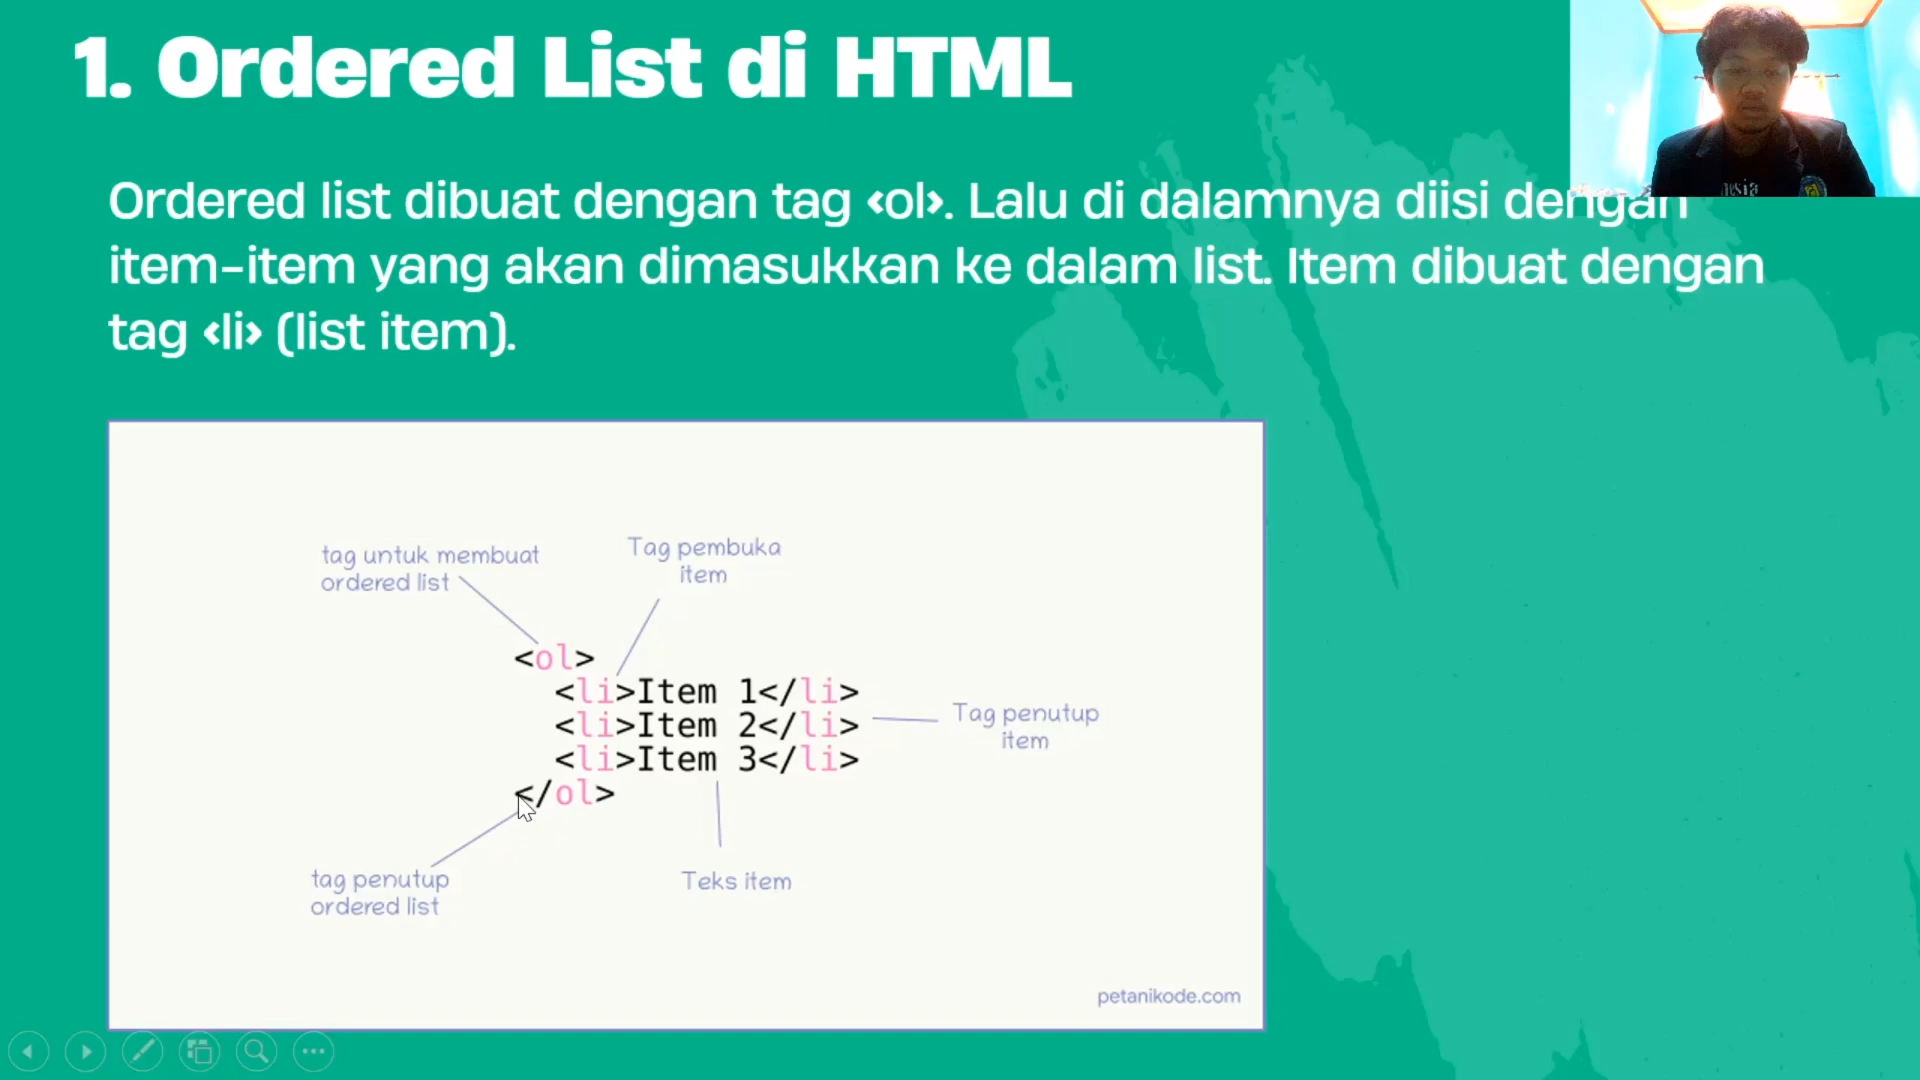 1. Ordered List di HTML
Ordered list dibuat dengan tag <ol>. Lalu di dalamnya diisi dengan
item-item yang akan dimasukkan ke dalam list. Item dibuat dengan
tag <li> (list item).
tag untuk membuat
ordered list
Tag pembuka
item
<ol>
<li>Item 1</li>
<li>Item 2</li>
<li>Item 3</li>
</ol>
Tag penutup
item
tag penutup
ordered list
Teks item
petanikode.com